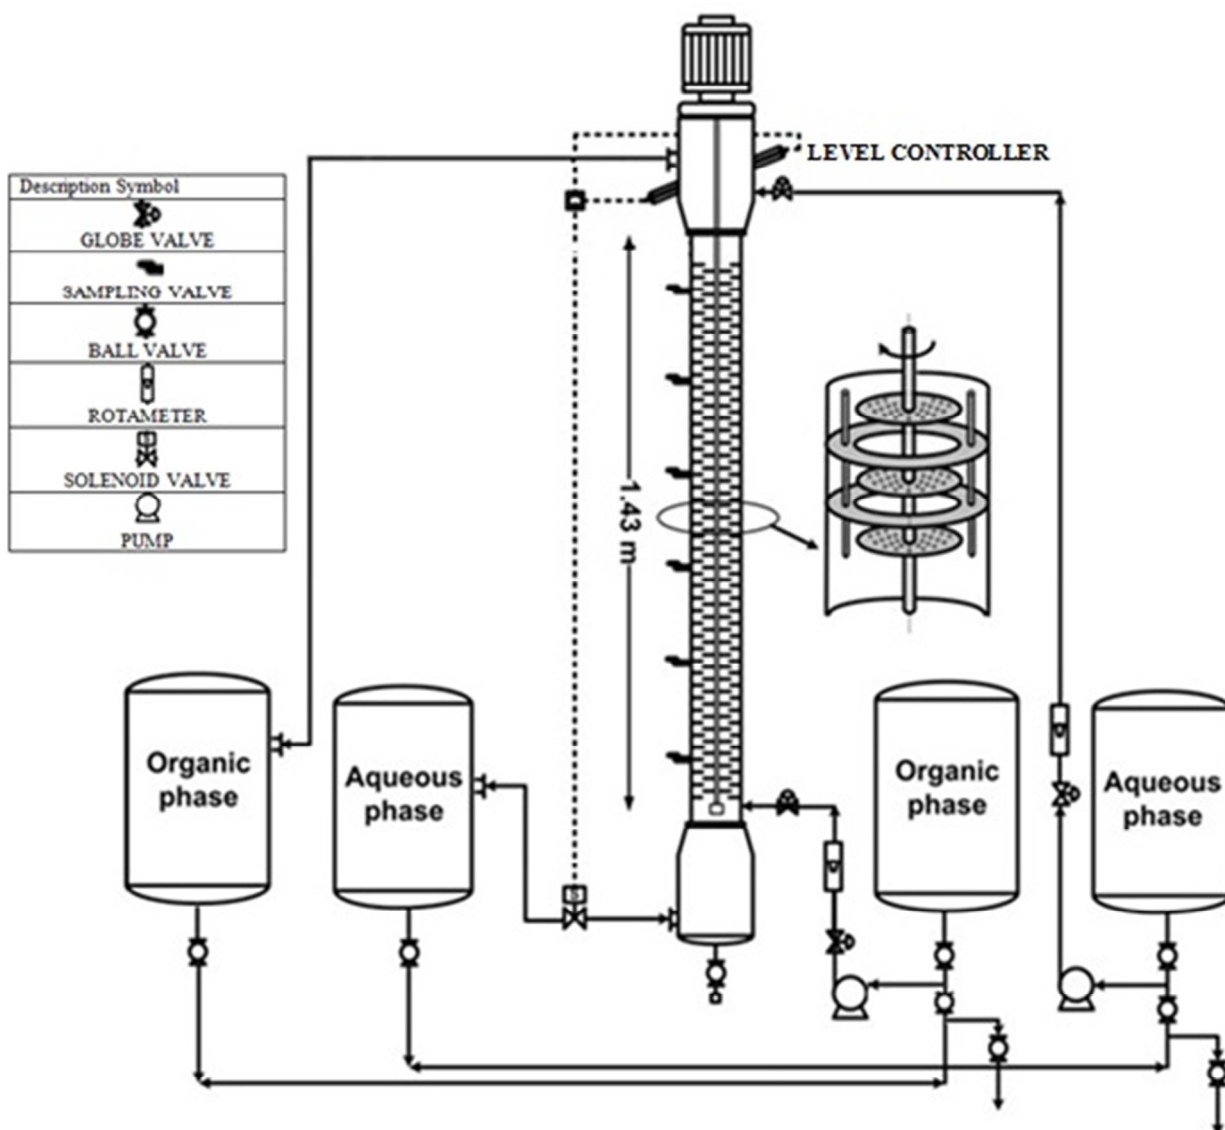 LEVEL CONTROLLER
Description Symbol
GLOBE VALVE
SAMPLING VALVE
BALL VALVE
ROTAMETER
S
SOLENOID VALVE
PUMP
1.43 m
Organic
phase
Aqueous
phase
Organic
phase
Aqueous
phase
S